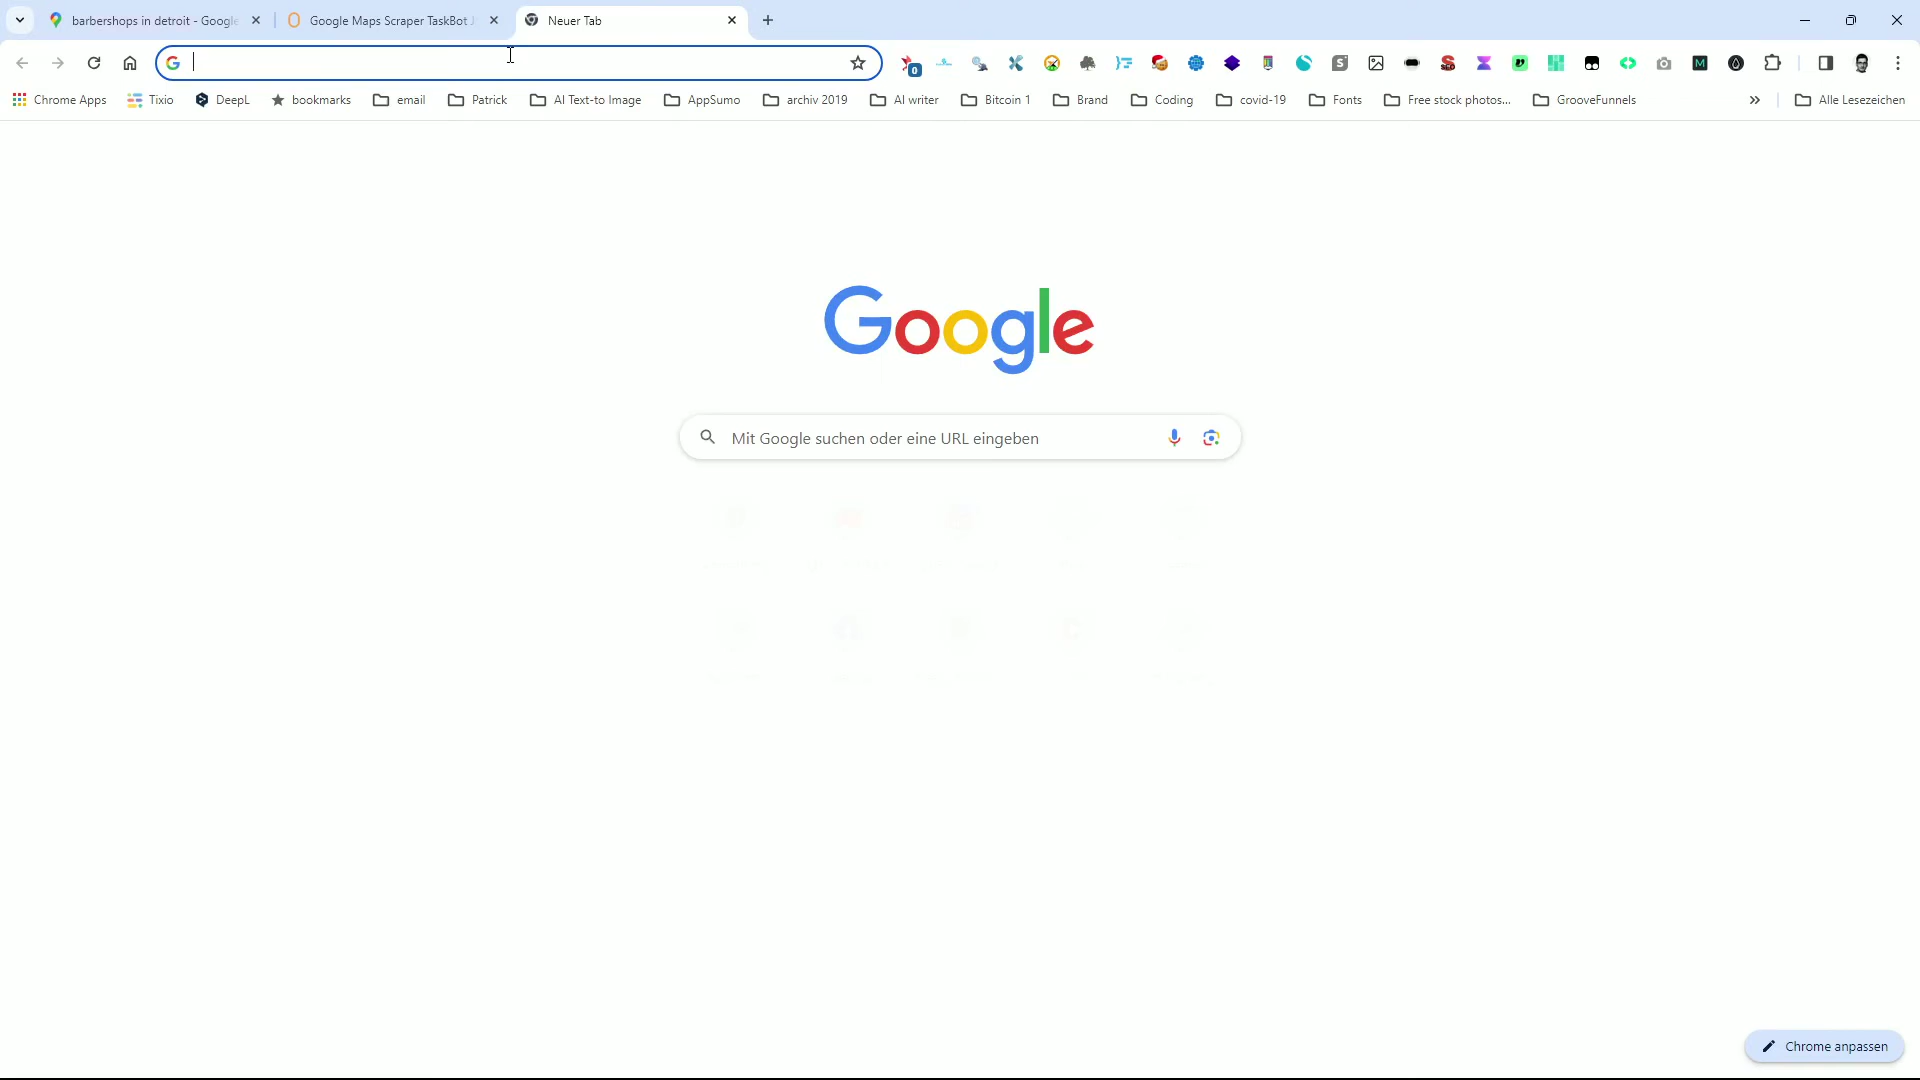 barbershops in detroit - Google
Google Maps Scraper TaskBot
Neuer Tab
0
Chrome Apps
Tixio
DeepL
bookmarks
email
Patrick
AI Text-to Image
AppSumo
archiv 2019
AI writer
Bitcoin 1
Brand
Coding
covid-19
Fonts
Free stock photos...
GrooveFunnels
Alle Lesezeichen
Google
Mit Google suchen oder eine URL eingeben
Chrome anpassen